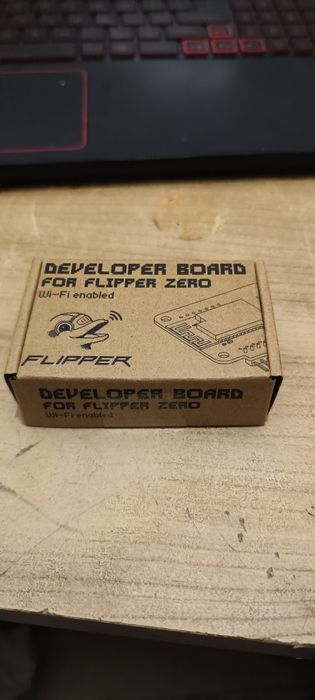 DEVELOPER BOARD
FOR FLIPPER ZERO
Wi-Fi enabled
FLIPPER
DEVELOPER BOARD
FOR FLIPPER ZERO
Wi-Fi enabled